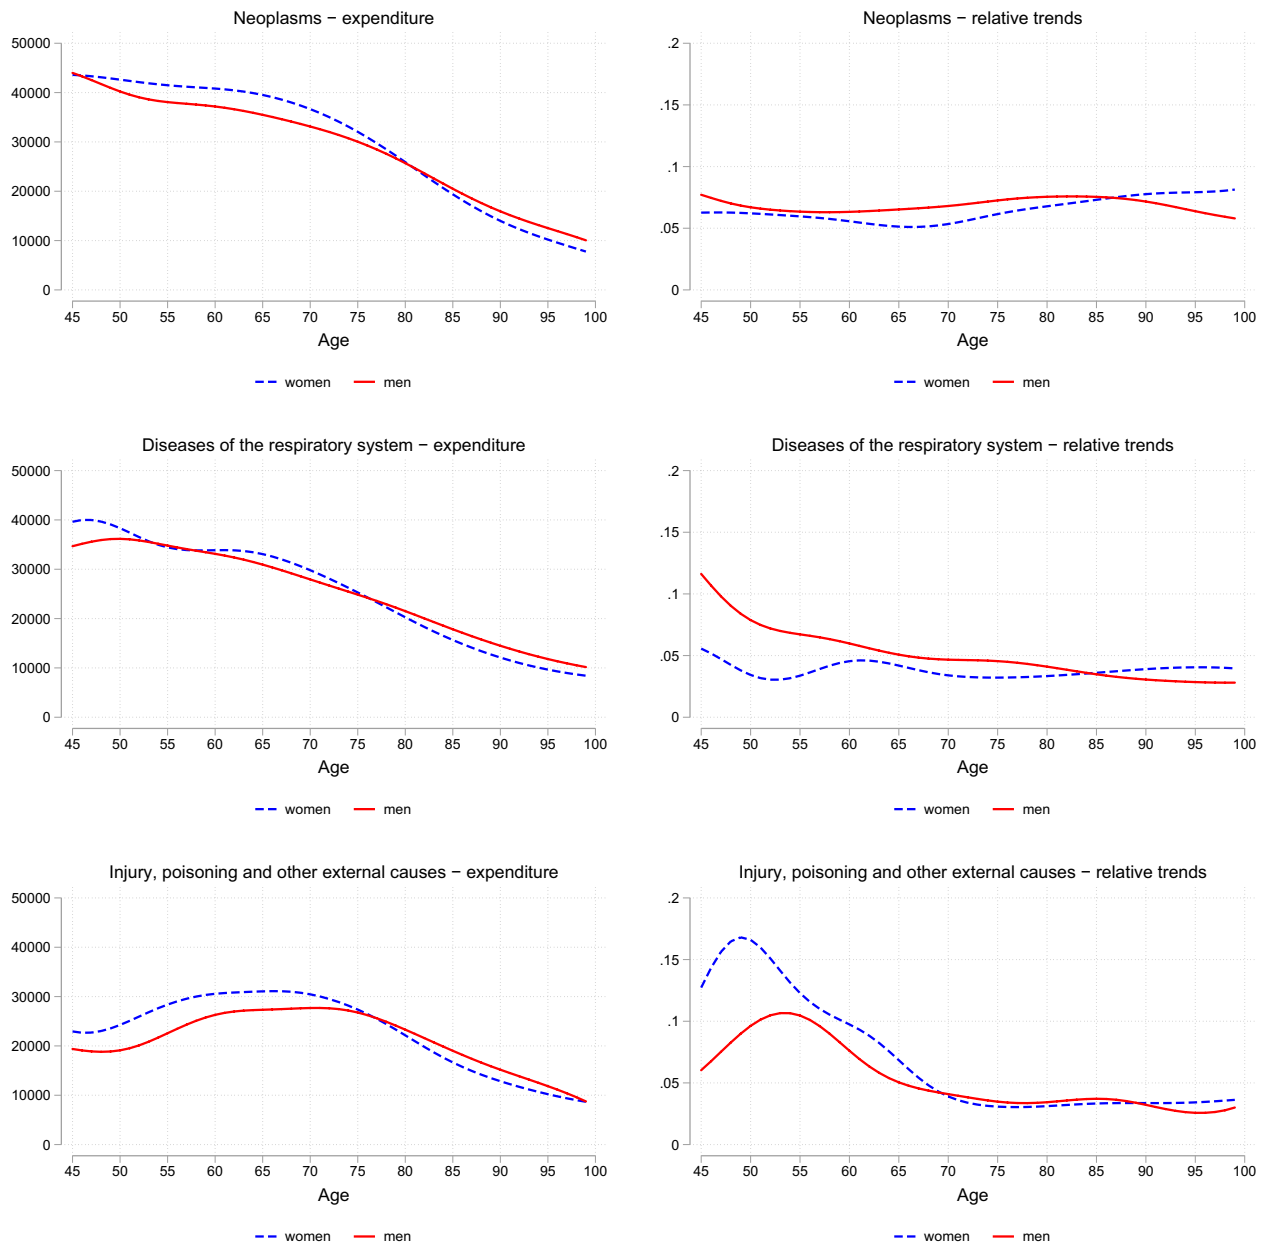 Neoplasms − expenditure
50000
40000
30000
20000
10000
0
45 50 55 60 65 70 75 80 85 90 95 100
Age
women men
Neoplasms − relative trends
.2
.15
.1
.05
0
45 50 55 60 65 70 75 80 85 90 95 100
Age
women men
Diseases of the respiratory system − expenditure
50000
40000
30000
20000
10000
0
45 50 55 60 65 70 75 80 85 90 95 100
Age
women men
Diseases of the respiratory system − relative trends
.2
.15
.1
.05
0
45 50 55 60 65 70 75 80 85 90 95 100
Age
women men
Injury, poisoning and other external causes − expenditure
50000
40000
30000
20000
10000
0
45 50 55 60 65 70 75 80 85 90 95 100
Age
women men
Injury, poisoning and other external causes − relative trends
.2
.15
.1
.05
0
45 50 55 60 65 70 75 80 85 90 95 100
Age
women men